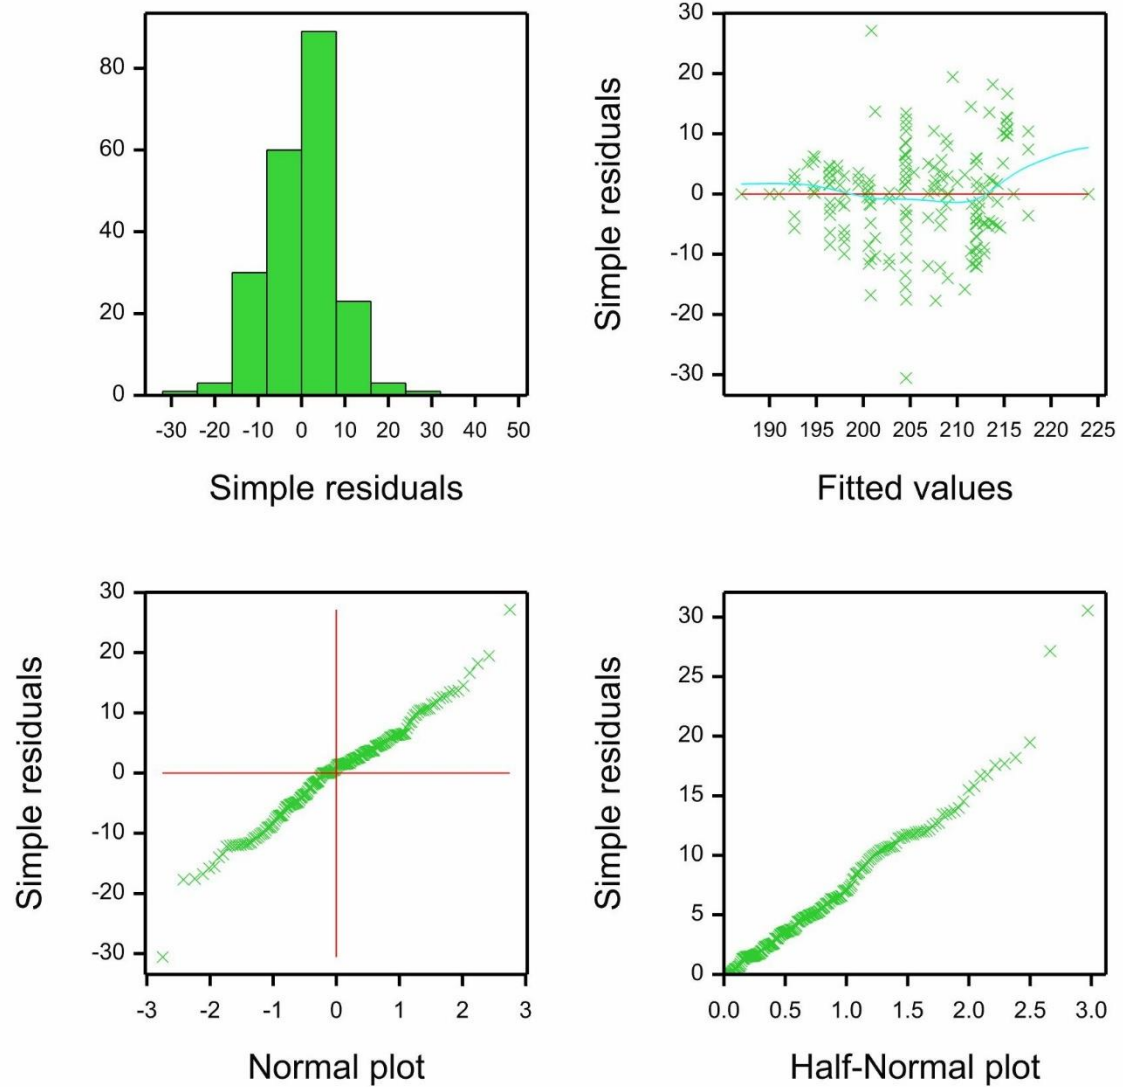 80
60
40
20
0
-30 -20 -10 0 10 20 30 40 50
Simple residuals
Simple residuals
30
20
10
0
-10
-20
-30
190 195 200 205 210 215 220 225
Fitted values
Simple residuals
30
20
10
0
-10
-20
-30
-3 -2 -1 0 1 2 3
Normal plot
Simple residuals
30
25
20
15
10
5
0
0.0 0.5 1.0 1.5 2.0 2.5 3.0
Half-Normal plot